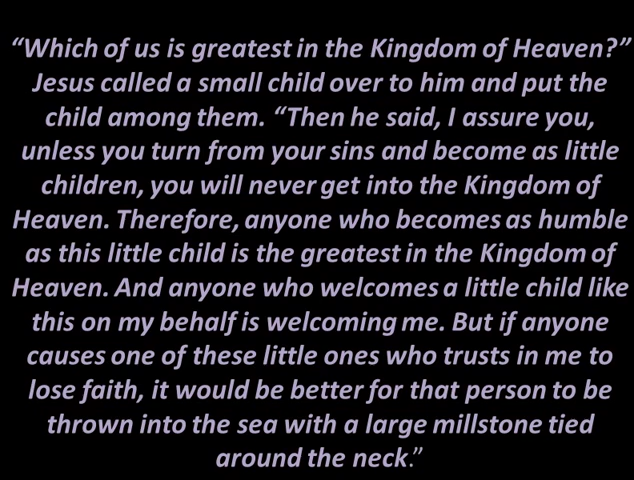 “Which of us is greatest in the Kingdom of Heaven?”
Jesus called a small child over to him and put the
child among them. “Then he said, I assure you,
unless you turn from your sins and become as little
children, you will never get into the Kingdom of
Heaven. Therefore, anyone who becomes as humble
as this little child is the greatest in the Kingdom of
Heaven. And anyone who welcomes a little child like
this on my behalf is welcoming me. But if anyone
causes one of these little ones who trusts in me to
lose faith, it would be better for that person to be
thrown into the sea with a large millstone tied
around the neck.”